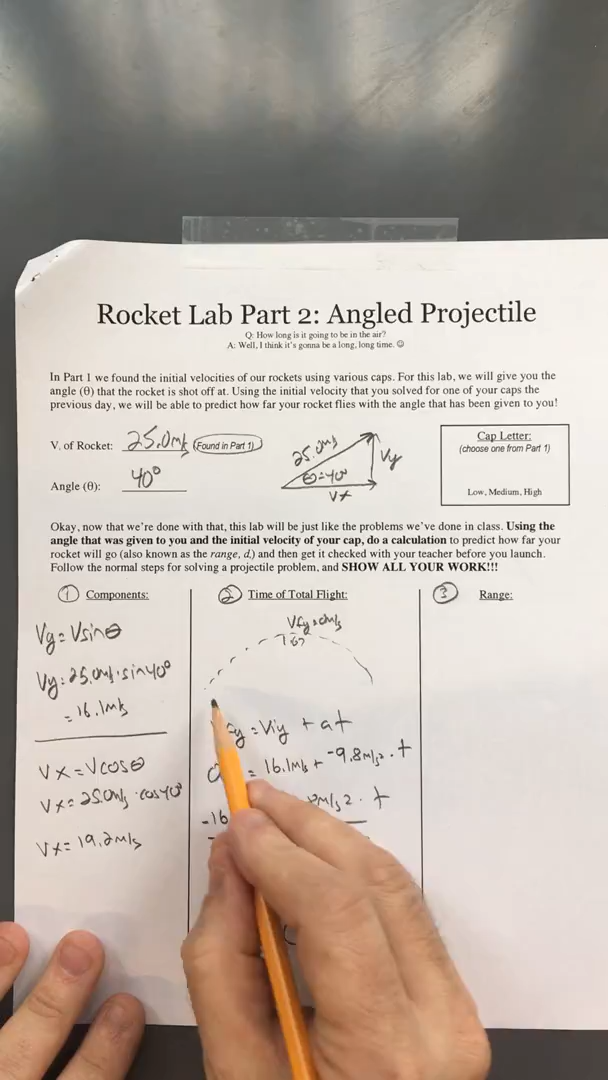 Rocket Lab Part 2: Angled Projectile
Q: How long is it going to be in the air?
A: Well, I think it's gonna be a long, long time. ☺
In Part 1 we found the initial velocities of our rockets using various caps. For this lab, we will give you the
angle (θ) that the rocket is shot off at. Using the initial velocity that you solved for one of your caps the
previous day, we will be able to predict how far your rocket flies with the angle that has been given to you!
V. of Rocket: 25.0m/s (Found in Part 1)
Angle (θ): 40°
25.0m/s
θ=40°
Vy
Vx
Cap Letter:
(choose one from Part 1)
Low, Medium, High
Okay, now that we're done with that, this lab will be just like the problems we've done in class. Using the
angle that was given to you and the initial velocity of your cap, do a calculation to predict how far your
rocket will go (also known as the range, d,) and then get it checked with your teacher before you launch.
Follow the normal steps for solving a projectile problem, and SHOW ALL YOUR WORK!!!
① Components:
Vy = Vsinθ
Vy = 25.0m/s · sin40°
= 16.1m/s
Vx = Vcosθ
Vx = 25.0m/s · cos40°
Vx = 19.2m/s
② Time of Total Flight:
Vfy = 0m/s
fy = Viy + at
= 16.1m/s + -9.8m/s² · t
-16 m/s² · t
③ Range: